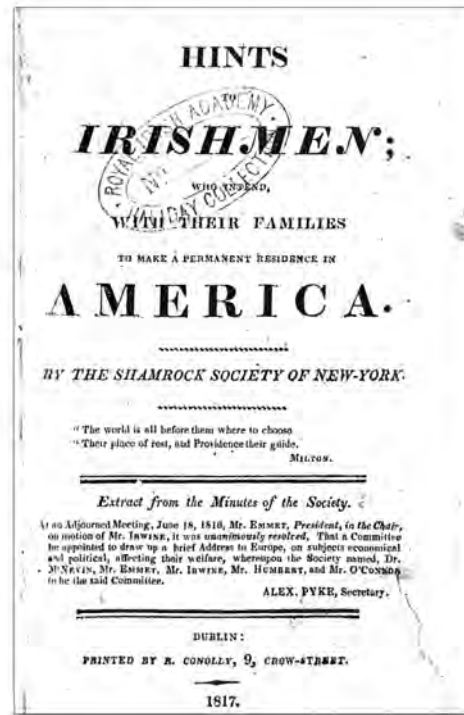 HINTS
TO
IRISHMEN;
WHO INTEND,
WITH THEIR FAMILIES
TO MAKE A PERMANENT RESIDENCE IN
AMERICA.
BY THE SHAMROCK SOCIETY OF NEW-YORK.
" The world is all before them where to choose
" Their place of rest, and Providence their guide.
MILTON.
Extract from the Minutes of the Society.
At an Adjourned Meeting, June 18, 1816, Mr. EMMET, President, in the Chair,
on motion of Mr. IRWINE, it was unanimously resolved, That a Committee
be appointed to draw up a brief Address to Europe, on subjects economical
and political, affecting their welfare, whereupon the Society named, Dr.
M'NEVIN, Mr. EMMET, Mr. IRWINE, Mr. HUMBERT, and Mr. O'CONNOR
to be the said Committee.
ALEX. PYKE, Secretary.
DUBLIN:
PRINTED BY R. CONOLLY, 9, CROW-STREET.
1817.
ROYAL IRISH ACADEMY
HALIDAY COLLECTION